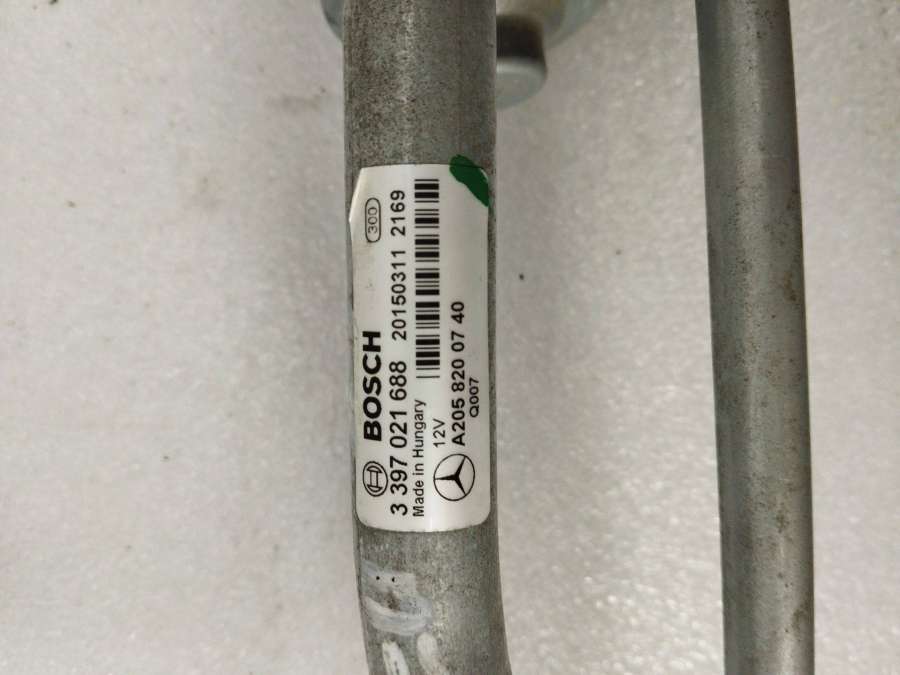 300
BOSCH
3 397 021 688 20150311 2169
Made in Hungary
12V
A205 820 07 40
Q007